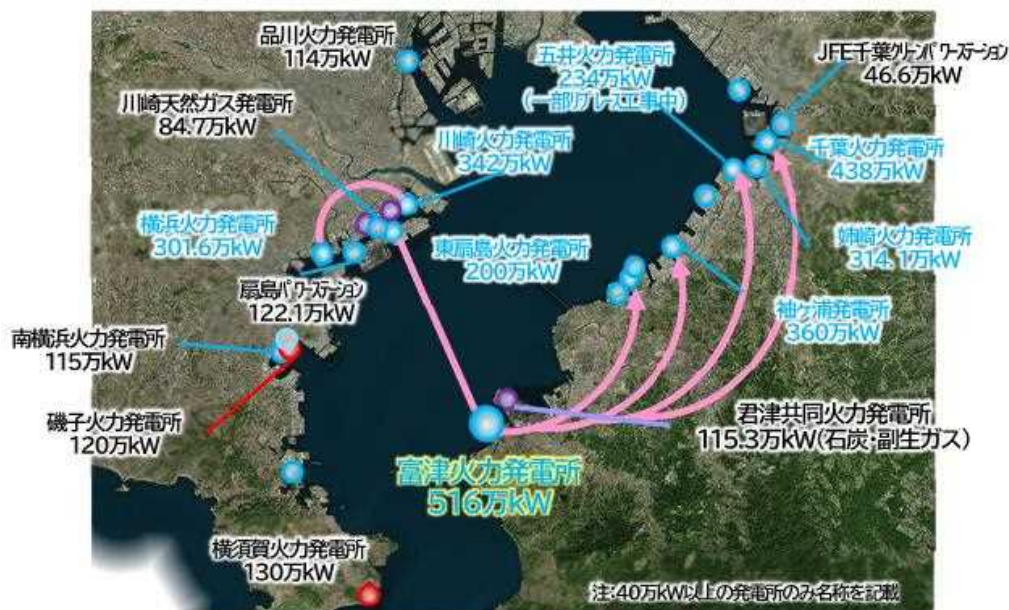 品川火力発電所
114万kW
川崎天然ガス発電所
84.7万kW
五井火力発電所
234万kW
(一部リプレース工事中)
JFE千葉クリーンパワーステーション
46.6万kW
川崎火力発電所
342万kW
千葉火力発電所
438万kW
横浜火力発電所
301.6万kW
東扇島火力発電所
200万kW
姉崎火力発電所
314.1万kW
扇島パワーステーション
122.1万kW
袖ヶ浦発電所
360万kW
南横浜火力発電所
115万kW
磯子火力発電所
120万kW
君津共同火力発電所
115.3万kW(石炭・副生ガス)
富津火力発電所
516万kW
横須賀火力発電所
130万kW
注:40万kW以上の発電所のみ名称を記載